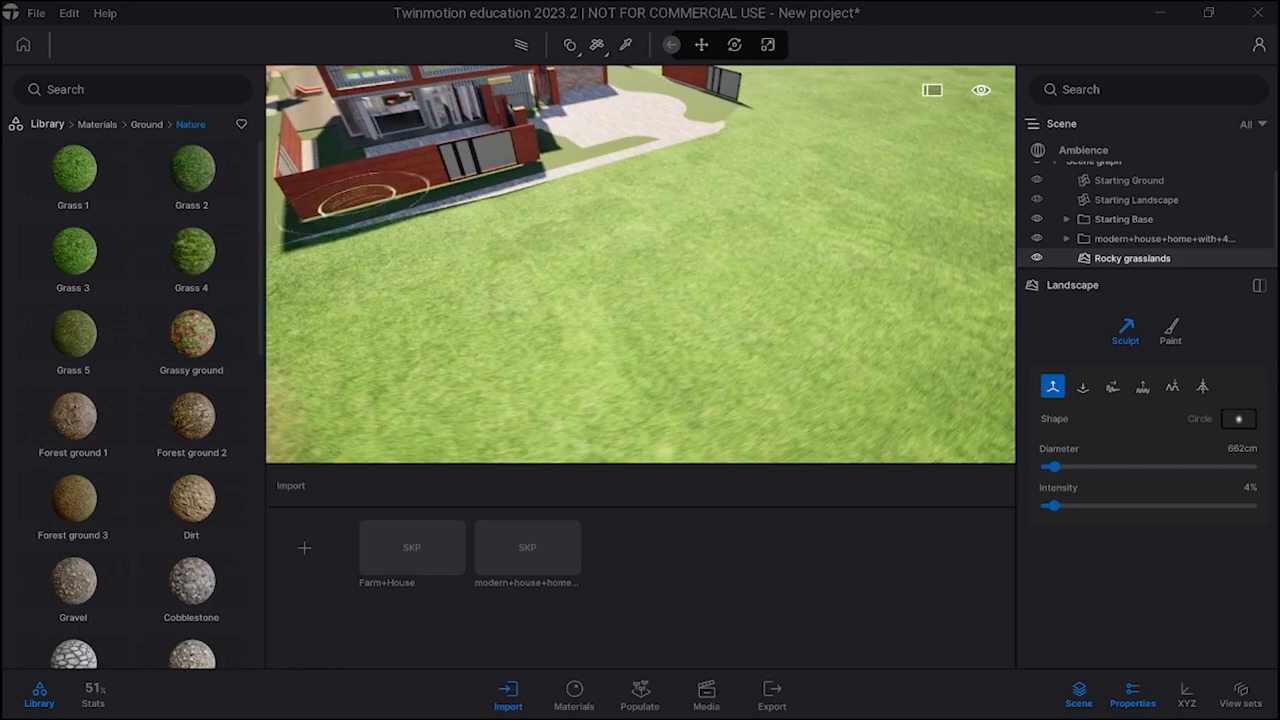 File Edit Help
Twinmotion education 2023.2 | NOT FOR COMMERCIAL USE - New project*
Search
Library > Materials > Ground > Nature
Grass 1
Grass 2
Grass 3
Grass 4
Grass 5
Grassy ground
Forest ground 1
Forest ground 2
Forest ground 3
Dirt
Gravel
Cobblestone
Import
SKP
Farm+House
SKP
modern+house+home...
Search
Scene
All
Ambience
Scene graph
Starting Ground
Starting Landscape
Starting Base
modern+house+home+with+4...
Rocky grasslands
Landscape
Sculpt
Paint
Shape
Circle
Diameter
662cm
Intensity
4%
Library
51%
Stats
Import
Materials
Populate
Media
Export
Scene
Properties
XYZ
View sets